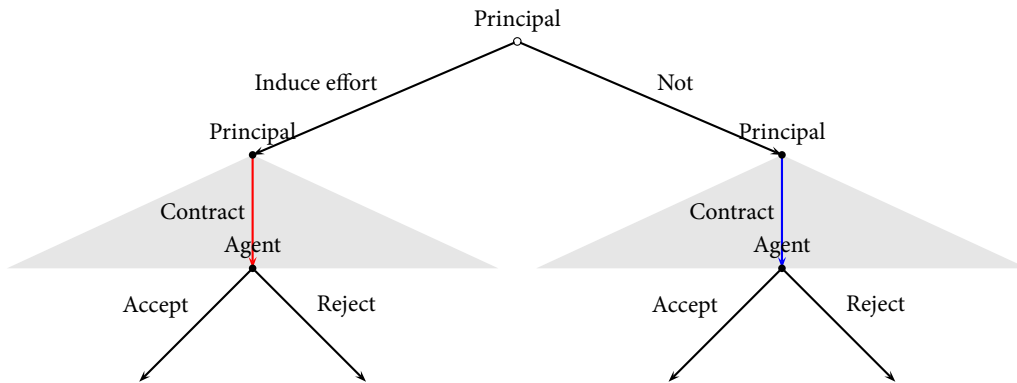 Principal
Induce effort
Not
Principal
Principal
Contract
Contract
Agent
Agent
Accept
Reject
Accept
Reject